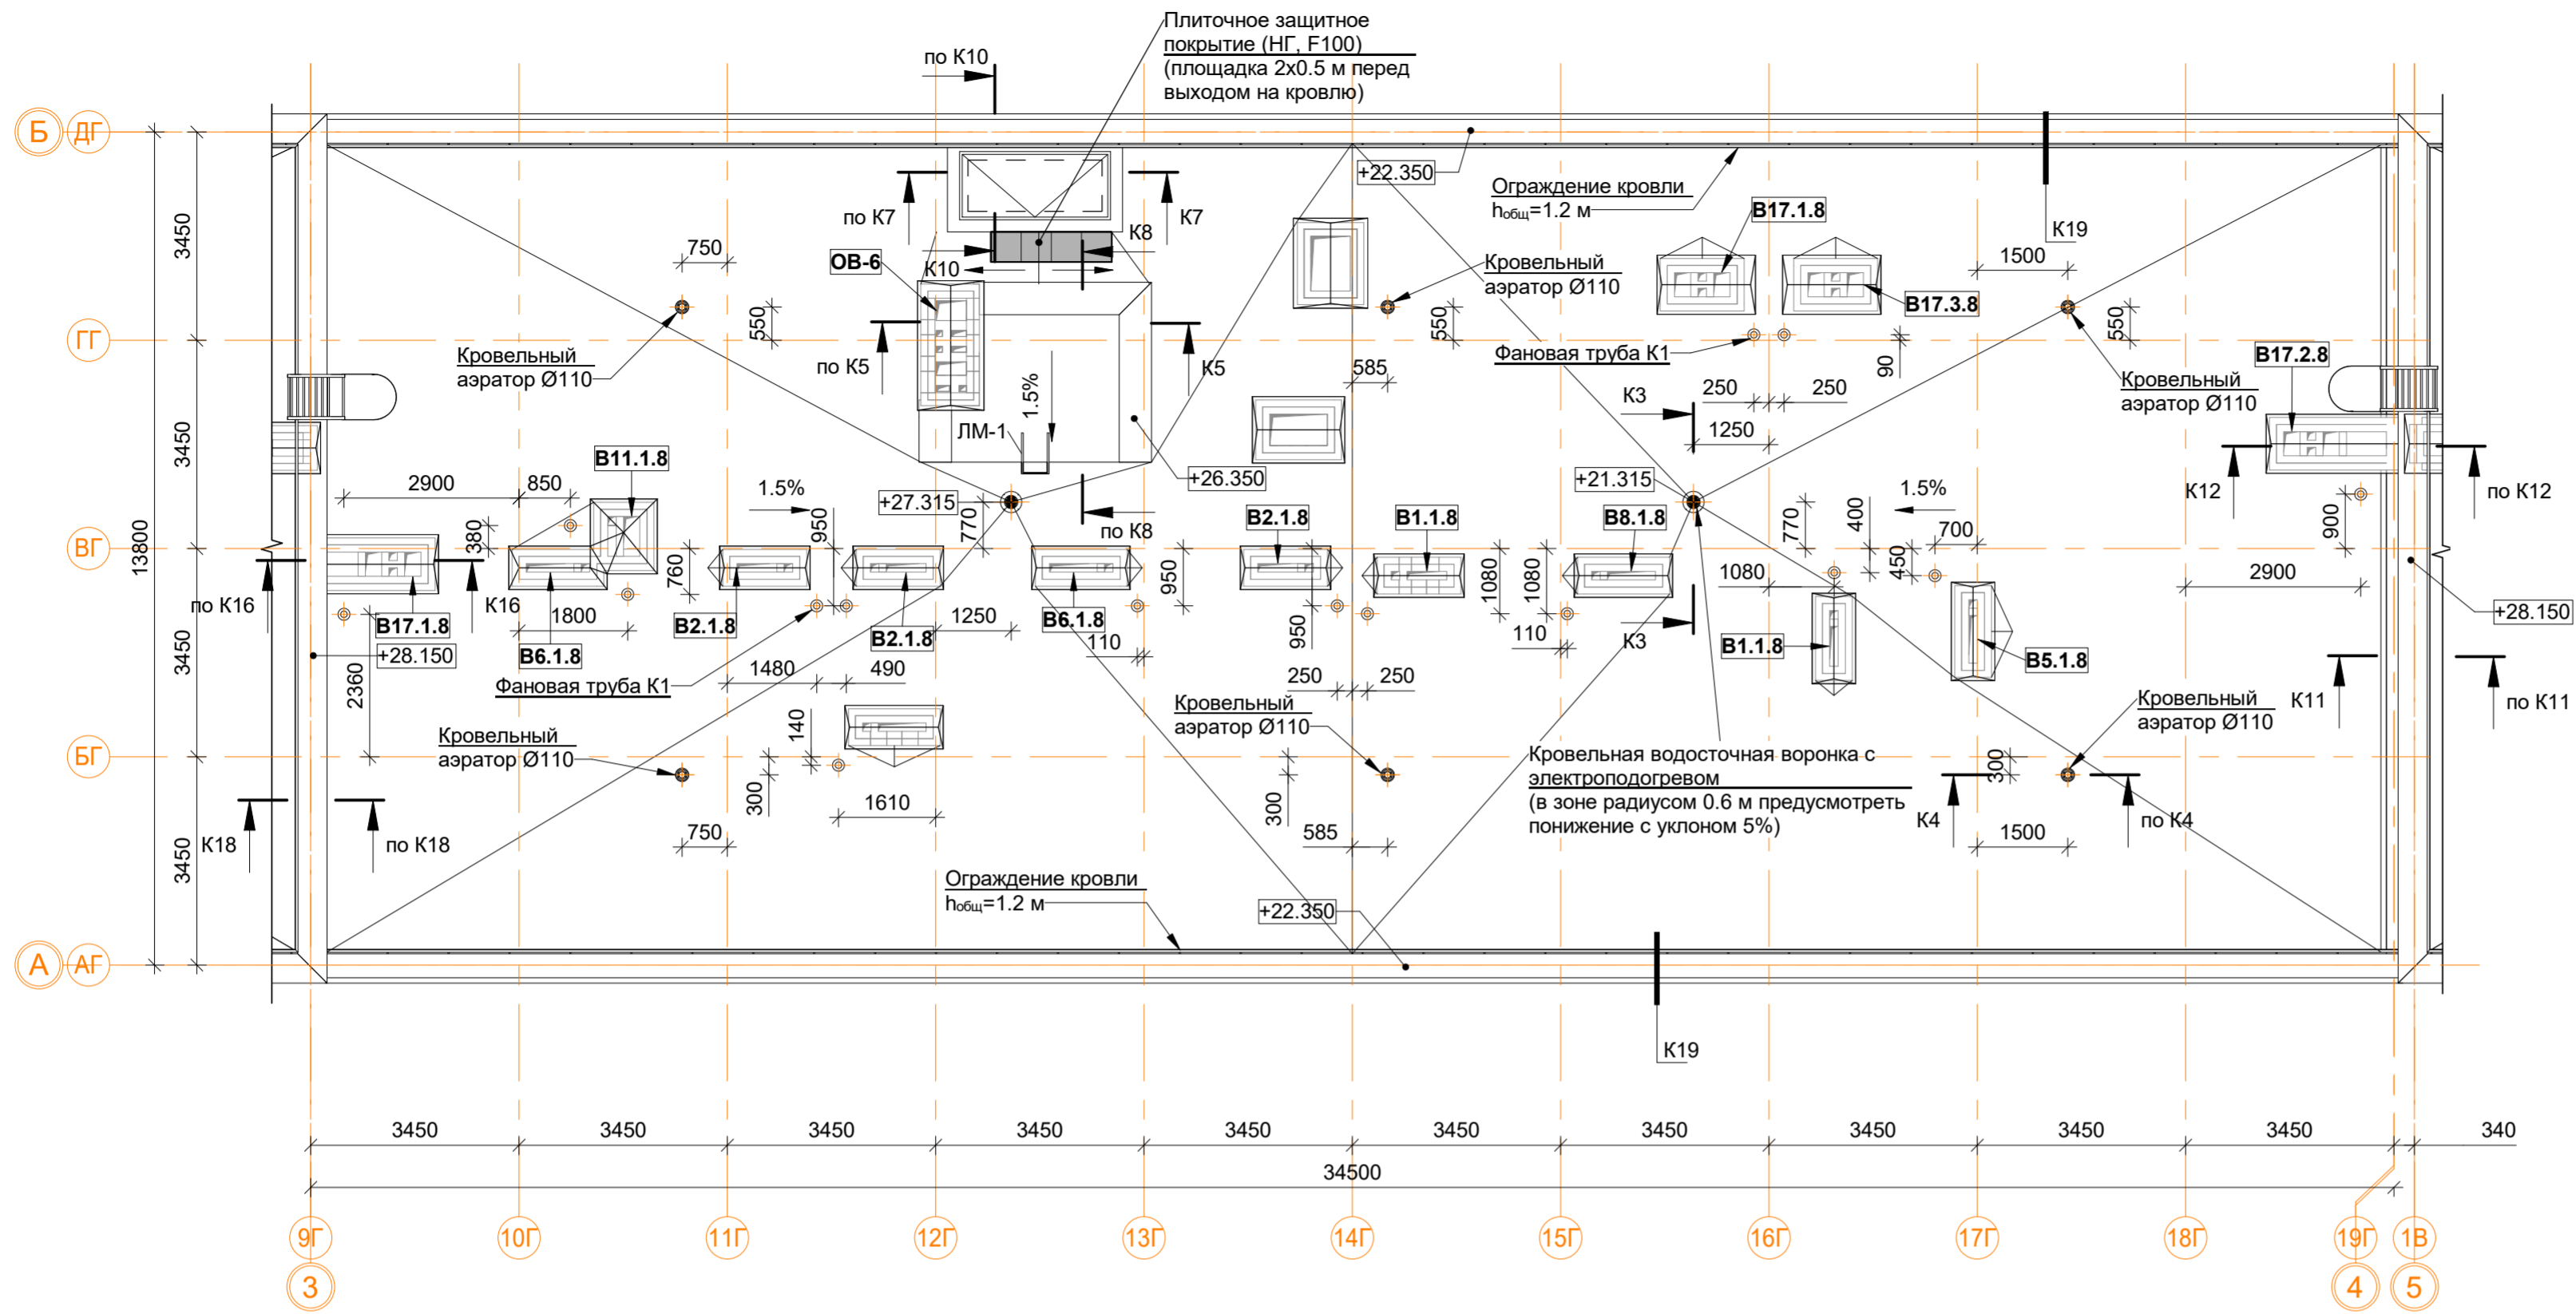 Плиточное защитное
покрытие (НГ, F100)
(площадка 2х0.5 м перед
выходом на кровлю)
по К10
Б
ДГ
+22.350
Ограждение кровли
hобщ=1.2 м
В17.1.8
К19
по К7
К7
К8
3450
750
ОВ-6
К10
Кровельный
аэратор Ø110
1500
В17.3.8
550
550
550
ГГ
Кровельный
аэратор Ø110
по К5
К5
1.5%
585
Фановая труба К1
90
250
250
В17.2.8
Кровельный
аэратор Ø110
К3
1250
ЛМ-1
3450
13800
В11.1.8
2900
850
1.5%
+27.315
+26.350
+21.315
1.5%
К12
по К12
380
950
770
по К8
В2.1.8
В1.1.8
В8.1.8
770
400
700
900
ВГ
760
950
950
1080
1080
1080
450
2900
по К16
К16
В17.1.8
1800
В2.1.8
В2.1.8
1250
В6.1.8
110
110
К3
+28.150
+28.150
В6.1.8
В1.1.8
В5.1.8
3450
2360
Фановая труба К1
1480
490
250
250
К11
по К11
Кровельный
аэратор Ø110
140
Кровельный
аэратор Ø110
Кровельный
аэратор Ø110
БГ
Кровельная водосточная воронка с
электроподогревом
(в зоне радиусом 0.6 м предусмотреть
понижение с уклоном 5%)
300
300
300
1610
К4
по К4
К18
по К18
750
585
1500
3450
Ограждение кровли
hобщ=1.2 м
+22.350
А
АГ
К19
3450
3450
3450
3450
3450
3450
3450
3450
3450
3450
340
34500
9Г
10Г
11Г
12Г
13Г
14Г
15Г
16Г
17Г
18Г
19Г
1В
3
4
5